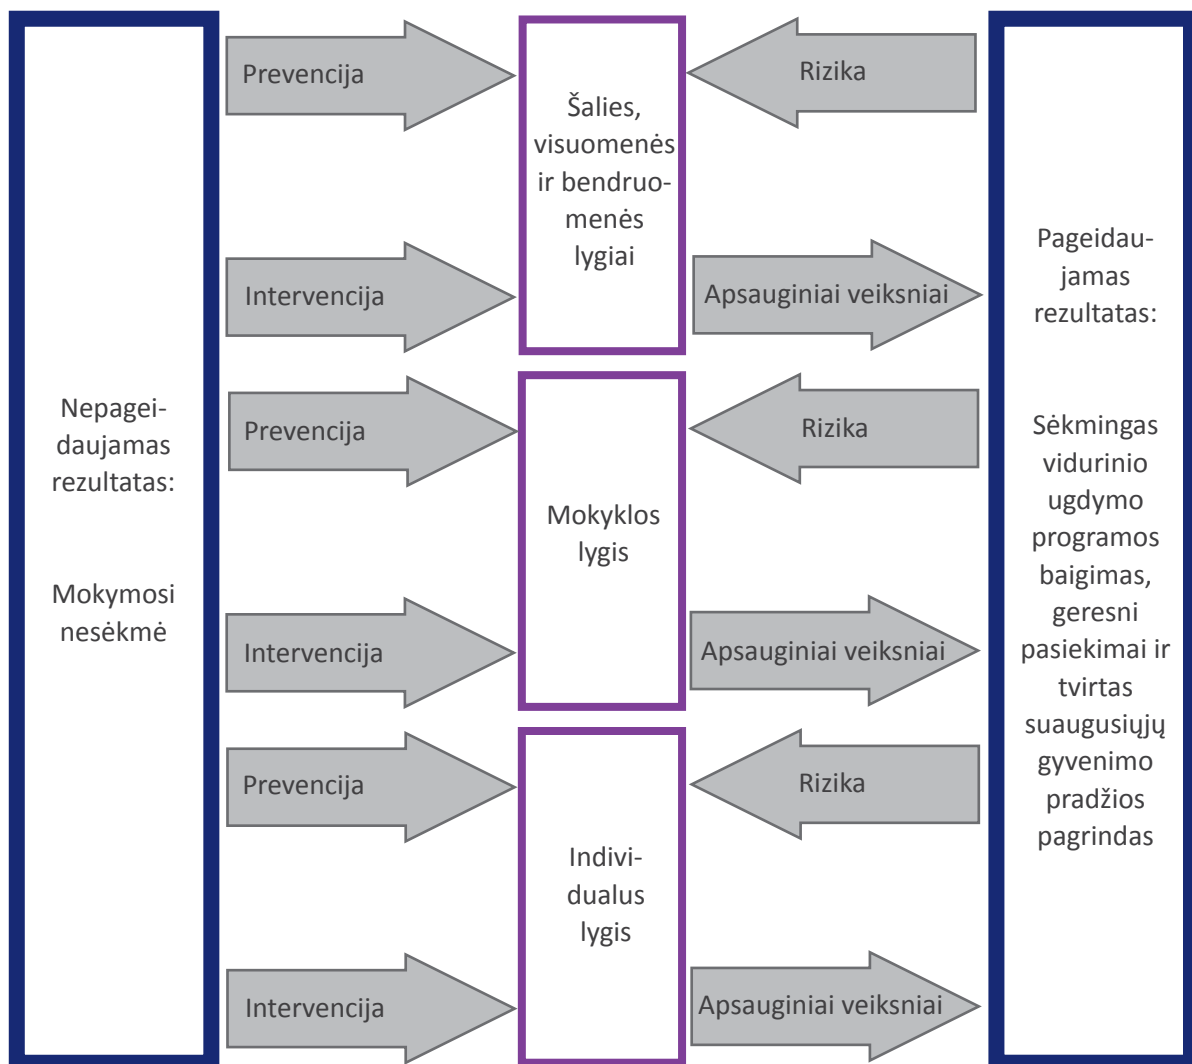 Nepagei-
daujamas
rezultatas:
Mokymosi
nesėkmė
Prevencija
Intervencija
Prevencija
Intervencija
Prevencija
Intervencija
Šalies,
visuomenės
ir bendruo-
menės
lygiai
Mokyklos
lygis
Indivi-
dualus
lygis
Rizika
Apsauginiai veiksniai
Rizika
Apsauginiai veiksniai
Rizika
Apsauginiai veiksniai
Pageidau-
jamas
rezultatas:
Sėkmingas
vidurinio
ugdymo
programos
baigimas,
geresni
pasiekimai ir
tvirtas
suaugusiųjų
gyvenimo
pradžios
pagrindas